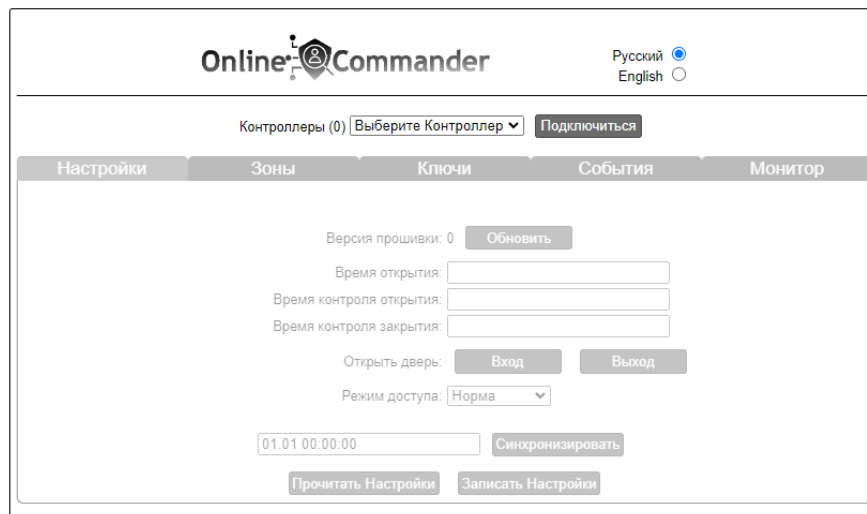 Online Commander
Русский
English
Контроллеры (0) Выберите Контроллер Подключиться
Настройки Зоны Ключи События Монитор
Версия прошивки: 0 Обновить
Время открытия:
Время контроля открытия:
Время контроля закрытия:
Открыть дверь: Вход Выход
Режим доступа: Норма
01.01 00:00:00 Синхронизировать
Прочитать Настройки Записать Настройки